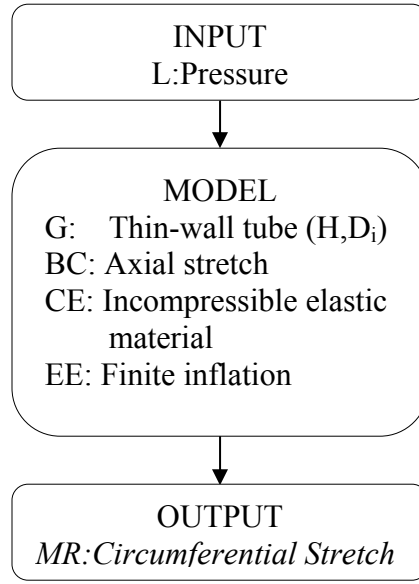 INPUT
L:Pressure
MODEL
G: Thin-wall tube (H,Dᵢ)
BC: Axial stretch
CE: Incompressible elastic
material
EE: Finite inflation
OUTPUT
MR:Circumferential Stretch